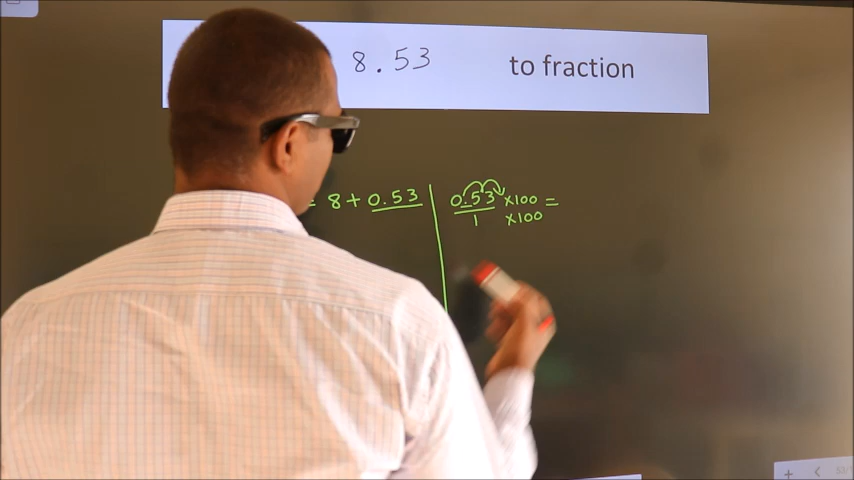 8.53 to fraction
= 8 + 0.53
0.53 x100 =
1 x100